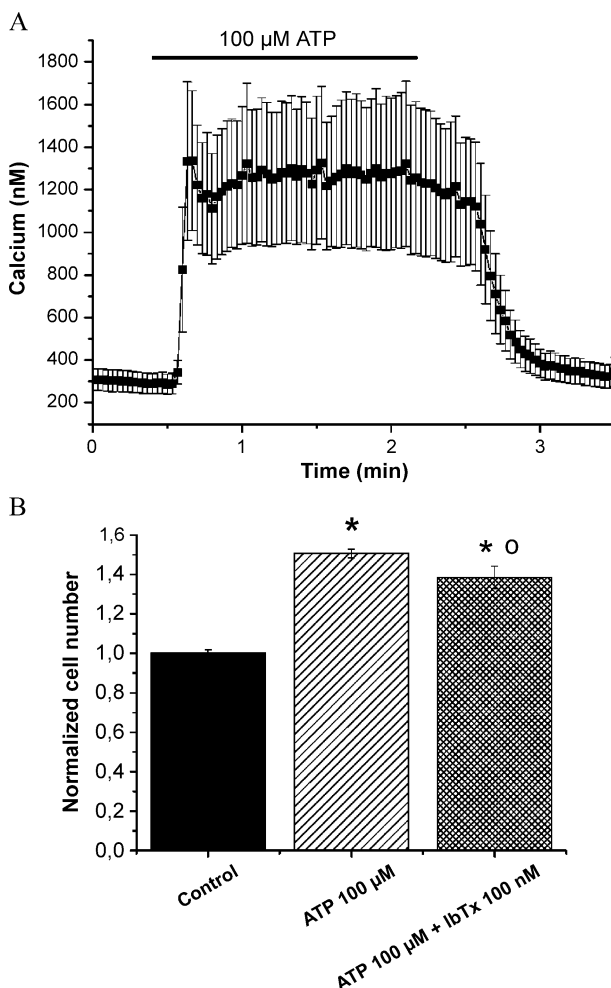 A
100 µM ATP
1800
1600
1400
1200
1000
800
600
400
200
Calcium (nM)
0
1
2
3
Time (min)
B
1,6
1,4
1,2
1,0
0,8
0,6
0,4
0,2
0,0
Normalized cell number
*
* o
Control
ATP 100 µM
ATP 100 µM + IbTx 100 nM